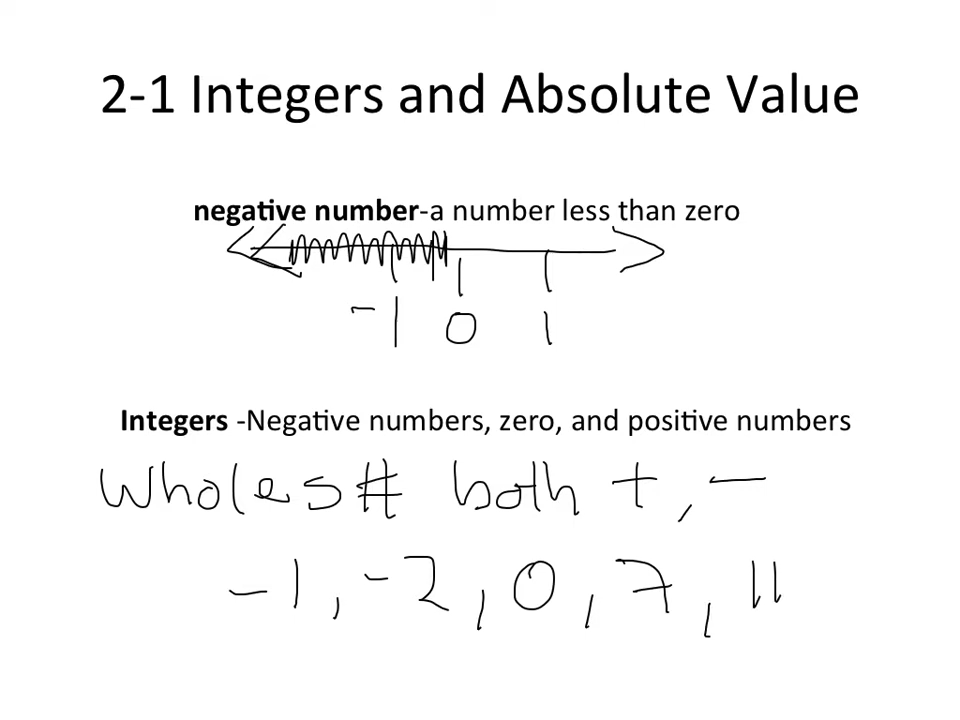 2-1 Integers and Absolute Value
negative number-a number less than zero
-1 0 1
Integers -Negative numbers, zero, and positive numbers
Wholes# both +, -
-1, -2, 0, 7, 11